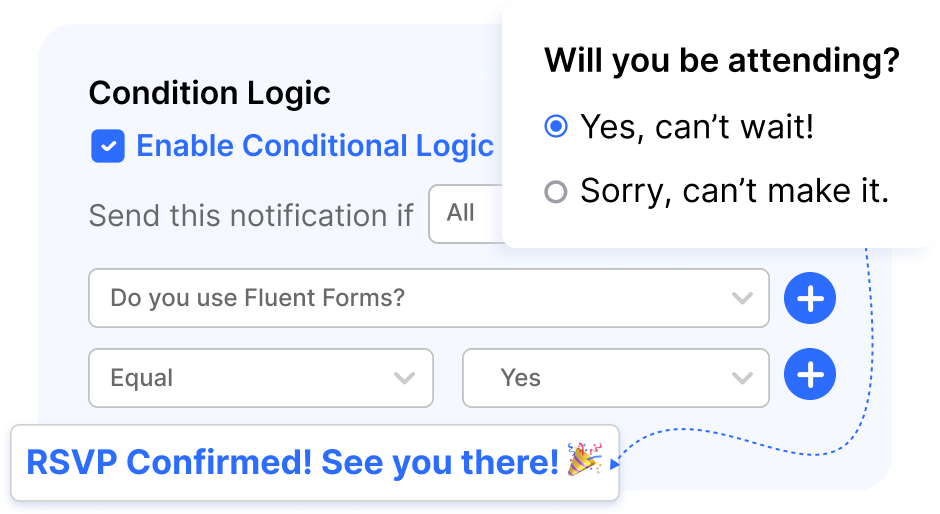 Condition Logic
Enable Conditional Logic
Send this notification if All
Do you use Fluent Forms?
Equal Yes
Will you be attending?
Yes, can’t wait!
Sorry, can’t make it.
RSVP Confirmed! See you there! 🎉